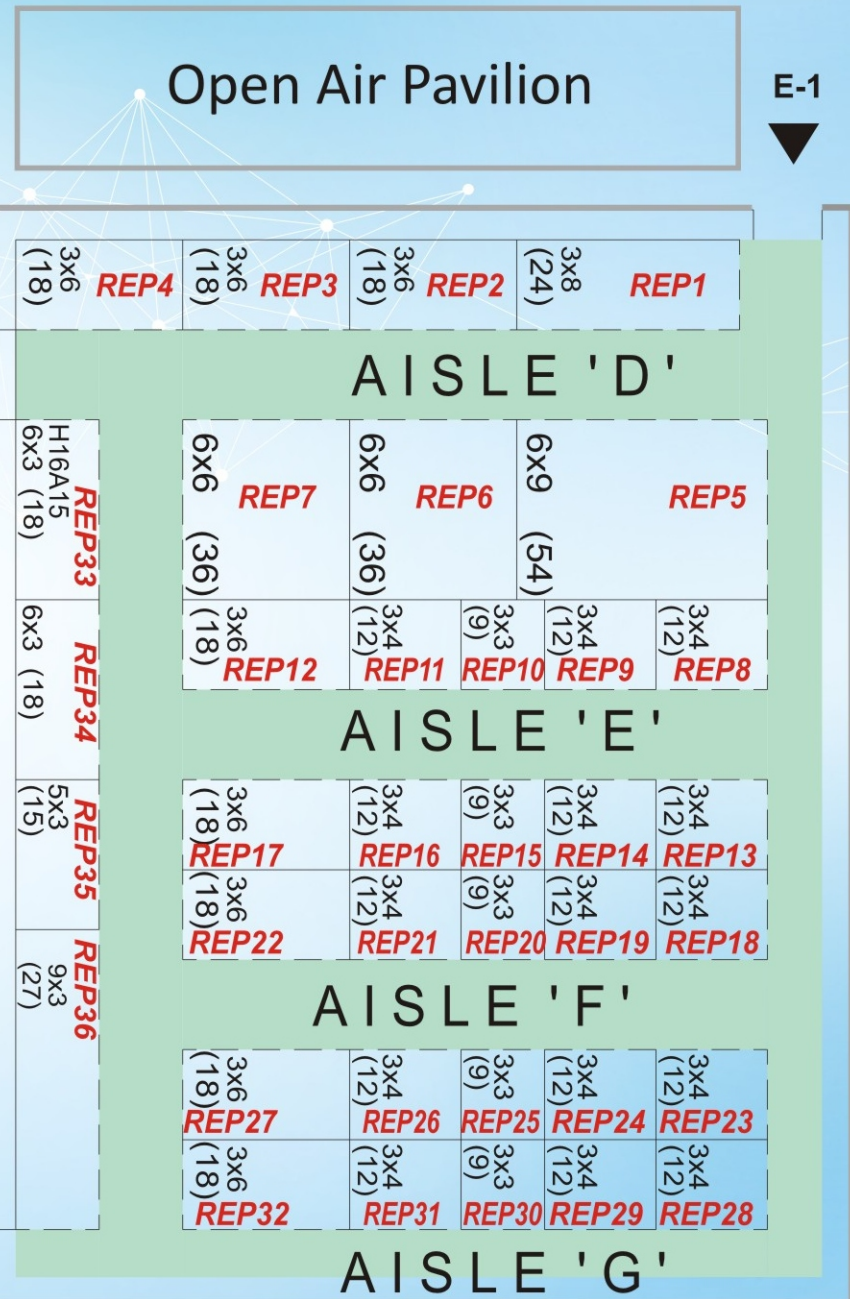 Open Air Pavilion
E-1
3x6
(18)
REP4
3x6
(18)
REP3
3x6
(18)
REP2
3x8
(24)
REP1
AISLE 'D'
H16A15
6x3 (18)
REP33
6x6 (36)
REP7
6x6 (36)
REP6
6x9 (54)
REP5
6x3 (18)
REP34
3x6
(18)
REP12
3x4
(12)
REP11
3x3
(9)
REP10
3x4
(12)
REP9
3x4
(12)
REP8
AISLE 'E'
5x3
(15)
REP35
3x6
(18)
REP17
3x4
(12)
REP16
3x3
(9)
REP15
3x4
(12)
REP14
3x4
(12)
REP13
3x6
(18)
REP22
3x4
(12)
REP21
3x3
(9)
REP20
3x4
(12)
REP19
3x4
(12)
REP18
9x3
(27)
REP36
AISLE 'F'
3x6
(18)
REP27
3x4
(12)
REP26
3x3
(9)
REP25
3x4
(12)
REP24
3x4
(12)
REP23
3x6
(18)
REP32
3x4
(12)
REP31
3x3
(9)
REP30
3x4
(12)
REP29
3x4
(12)
REP28
AISLE 'G'